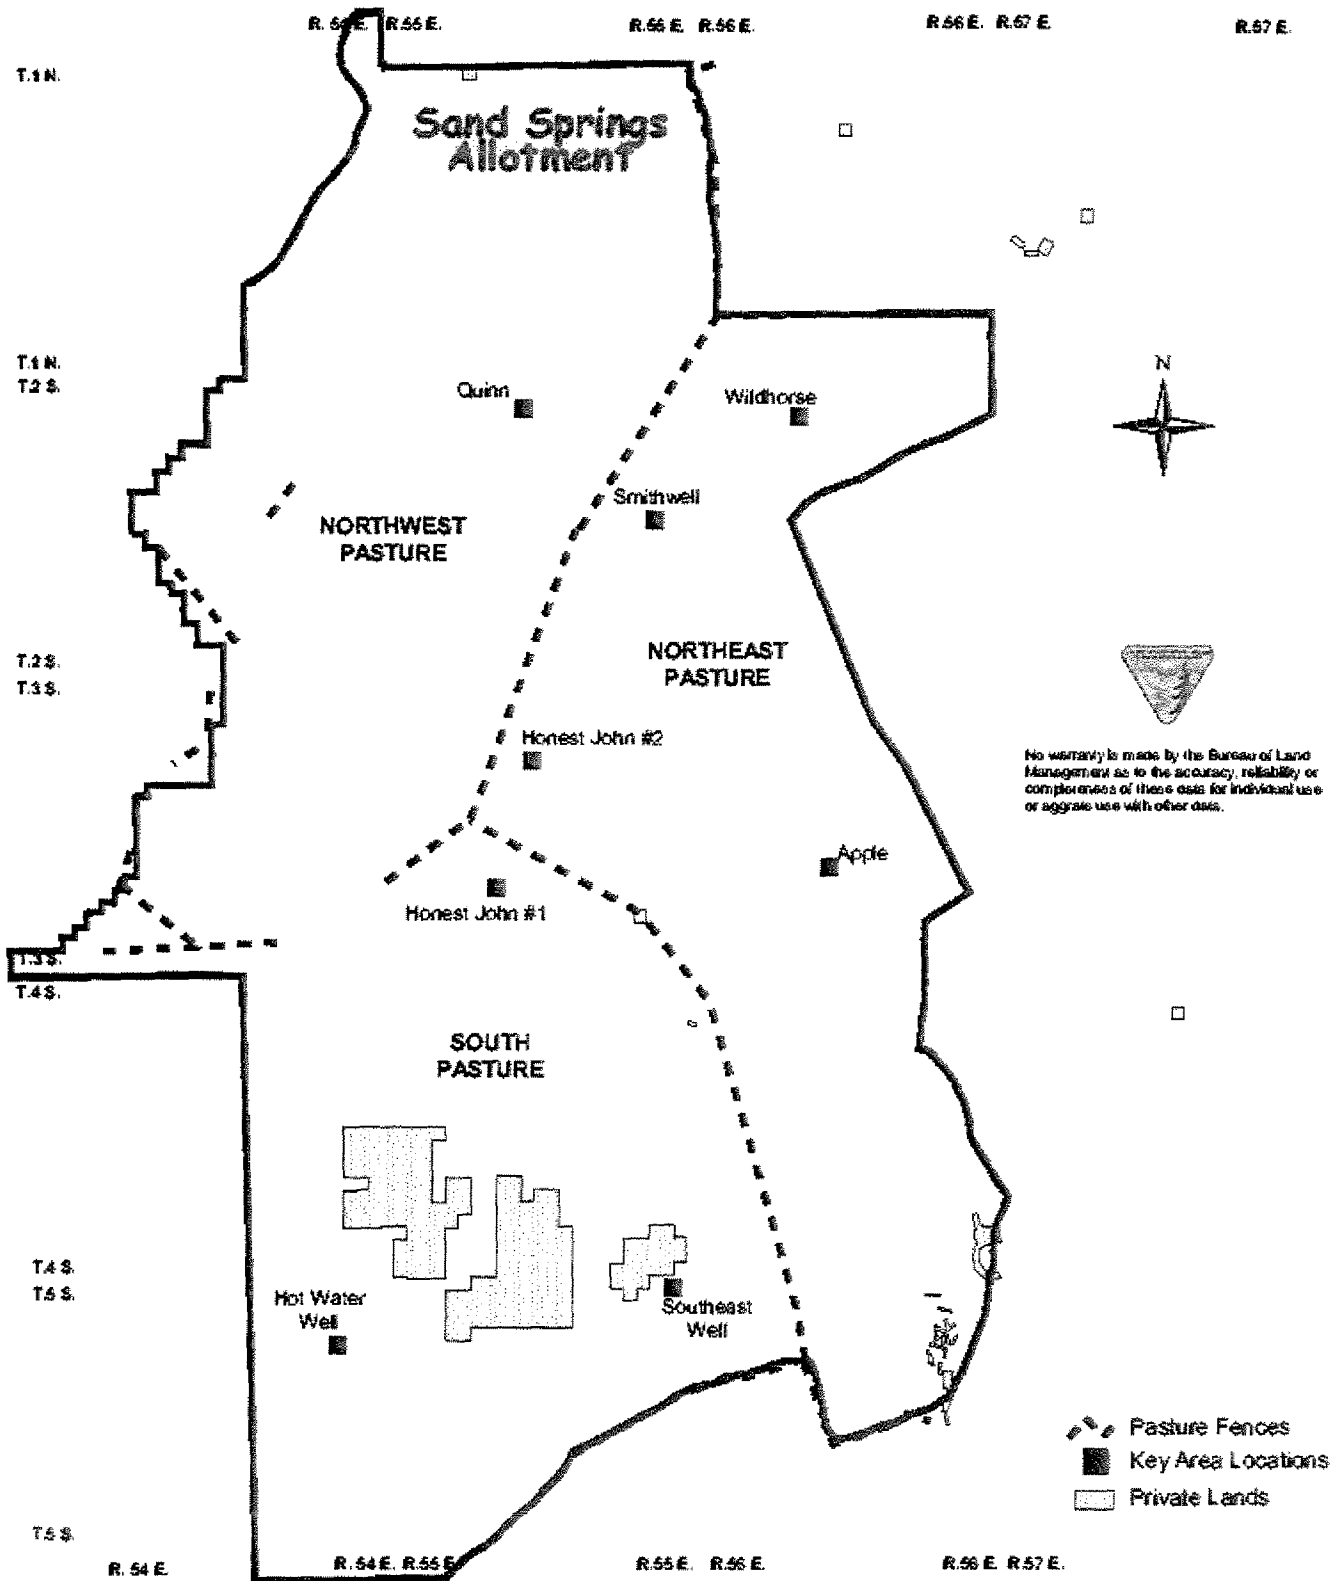 R. 54 E. R.55 E.
R.55 E. R.56 E.
R.56 E. R.57 E.
R.57 E.
T.1 N.
Sand Springs
Allotment
T.1 N.
T.2 S.
Quinn
Wildhorse
N
Smithwell
NORTHWEST
PASTURE
NORTHEAST
PASTURE
T.2 S.
T.3 S.
Honest John #2
No warranty is made by the Bureau of Land
Management as to the accuracy, reliability or
completeness of these data for individual use
or aggrate use with other data.
Apple
Honest John #1
T.3 S.
T.4 S.
SOUTH
PASTURE
T.4 S.
T.5 S.
Hot Water
Well
Southeast
Well
Pasture Fences
Key Area Locations
Private Lands
T.5 S.
R. 54 E.
R. 54 E. R.55 E.
R.55 E. R.56 E.
R.56 E. R.57 E.